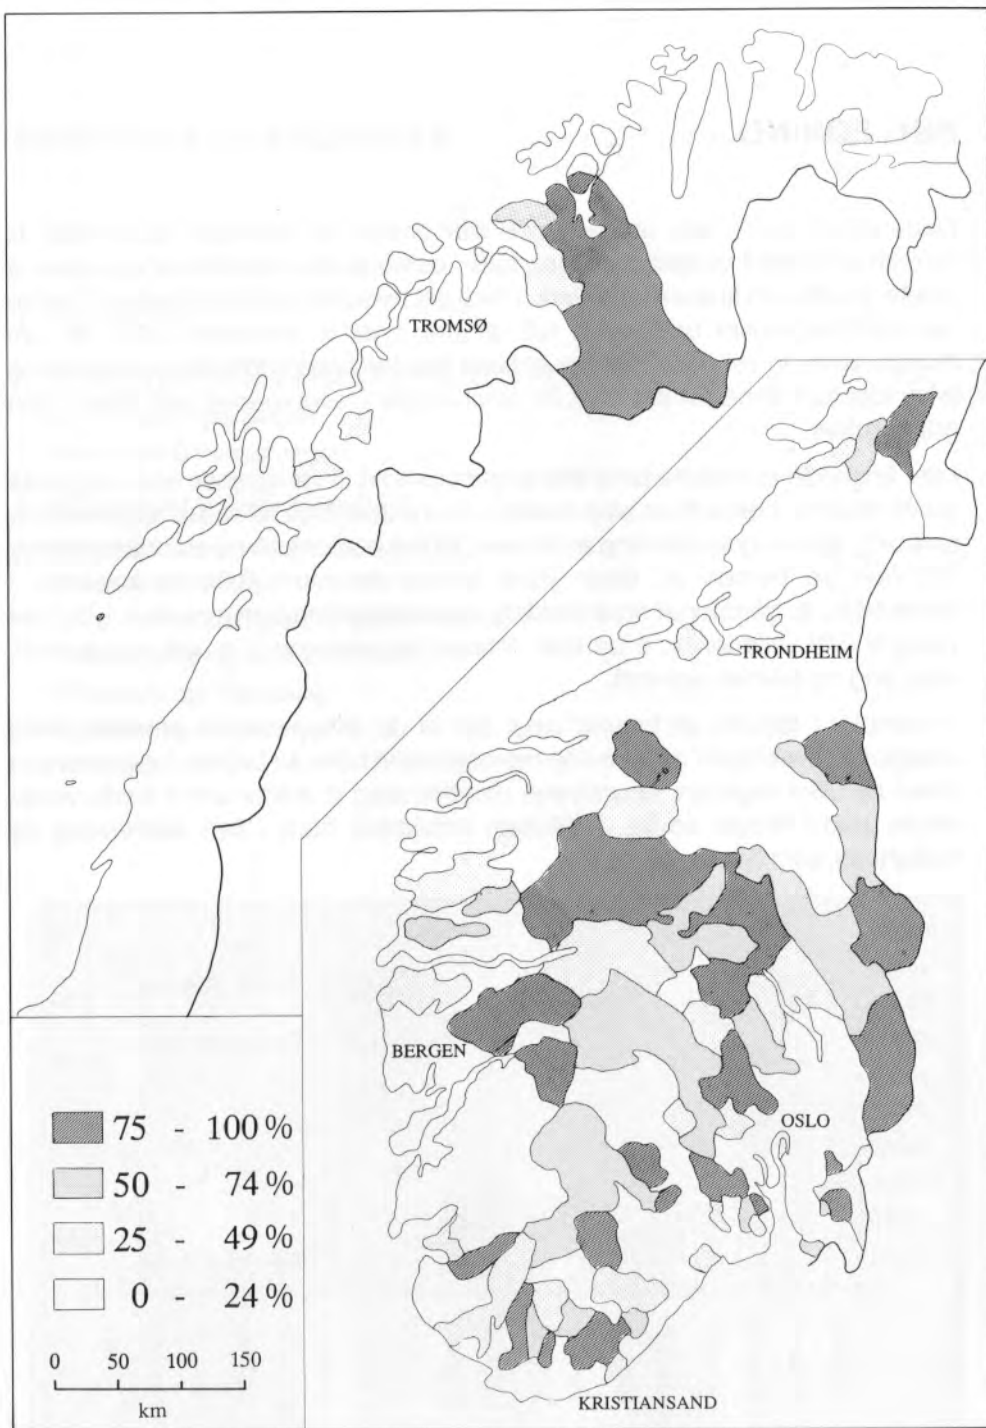 TROMSØ
TRONDHEIM
BERGEN
OSLO
75 - 100 %
50 - 74 %
25 - 49 %
0 - 24 %
0 50 100 150
km
KRISTIANSAND